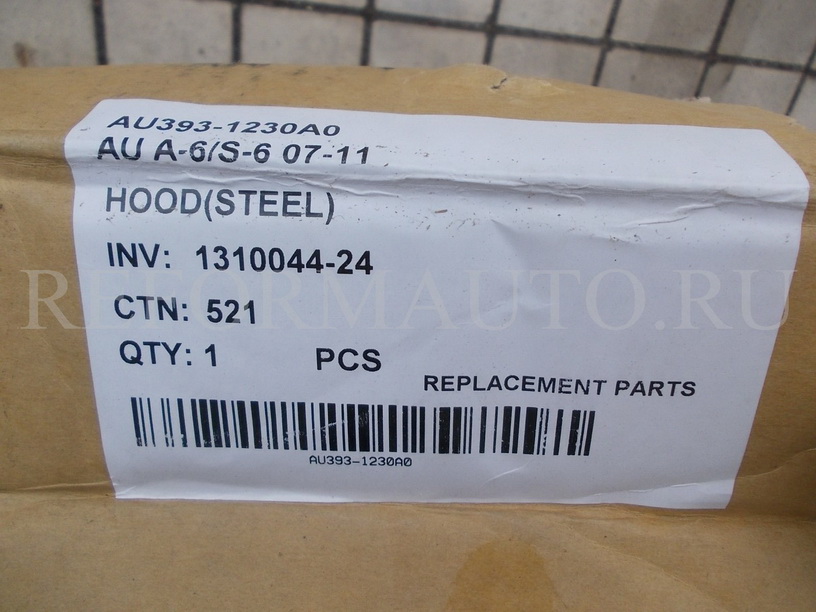 AU393-1230A0
AU A-6/S-6 07-11
HOOD(STEEL)
INV: 1310044-24
REFORMAUTO.RU
CTN: 521
QTY: 1 PCS
REPLACEMENT PARTS
AU393-1230A0